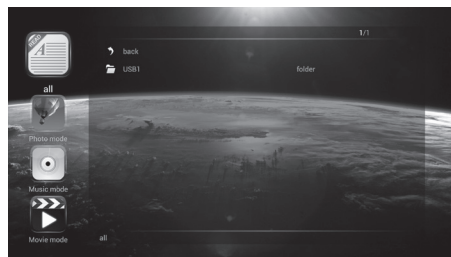 1/1
back
USB1 folder
all
Photo mode
Music mode
Movie mode
all